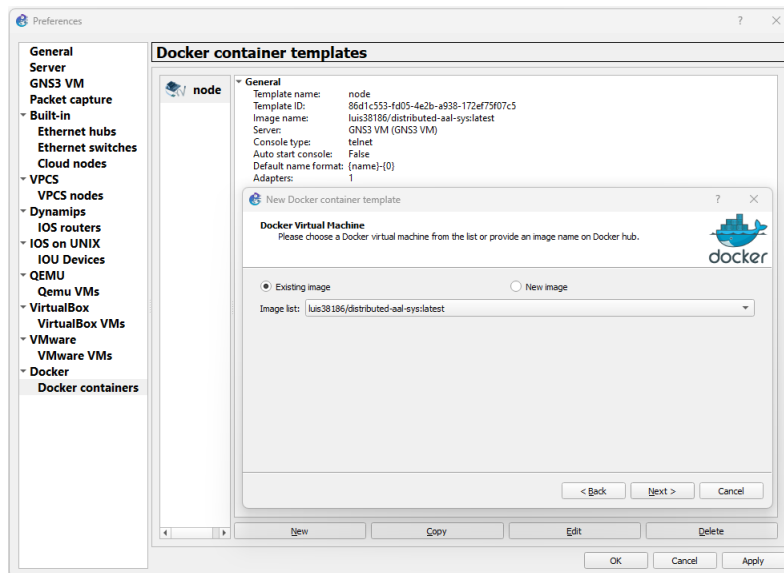 Preferences
General
Server
GNS3 VM
Packet capture
Built-in
Ethernet hubs
Ethernet switches
Cloud nodes
VPCS
VPCS nodes
Dynamips
IOS routers
IOS on UNIX
IOU Devices
QEMU
Qemu VMs
VirtualBox
VirtualBox VMs
VMware
VMware VMs
Docker
Docker containers
Docker container templates
node
General
Template name: node
Template ID: 86d1c553-fd05-4e2b-a938-172ef75f07c5
Image name: luis38186/distributed-aal-sys:latest
Server: GNS3 VM (GNS3 VM)
Console type: telnet
Auto start console: False
Default name format: {name}-{0}
Adapters: 1
New Docker container template
Docker Virtual Machine
Please choose a Docker virtual machine from the list or provide an image name on Docker hub.
docker
Existing image New image
Image list: luis38186/distributed-aal-sys:latest
< Back Next > Cancel
New Copy Edit Delete
OK Cancel Apply